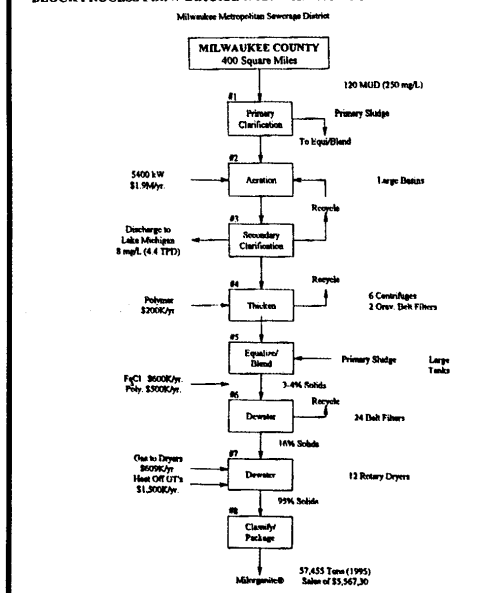 Milwaukee Metropolitan Sewerage District
MILWAUKEE COUNTY
400 Square Miles
120 MGD (250 mg/L)
#1
Primary
Clarification
Primary Sludge
To Equi/Blend
#2
5400 kW
$1.9M/yr.
Aeration
Large Basins
Recycle
#3
Discharge to
Lake Michigan
8 mg/L (4.4 TPD)
Secondary
Clarification
#4
Recycle
Polymer
$200K/yr
Thicken
6 Centrifuges
2 Grav. Belt Filters
#5
Equalize/
Blend
Primary Sludge
Large
Tanks
FeCl $600K/yr.
Poly. $500K/yr.
3-4% Solids
#6
Recycle
Dewater
24 Belt Filters
16% Solids
#7
Gas to Dryers
$609K/yr
Heat Off GT's
$1,500K/yr.
Dewater
12 Rotary Dryers
95% Solids
#8
Classify/
Package
57,455 Tons (1995)
Milorganite®
Sales of $5,567,30